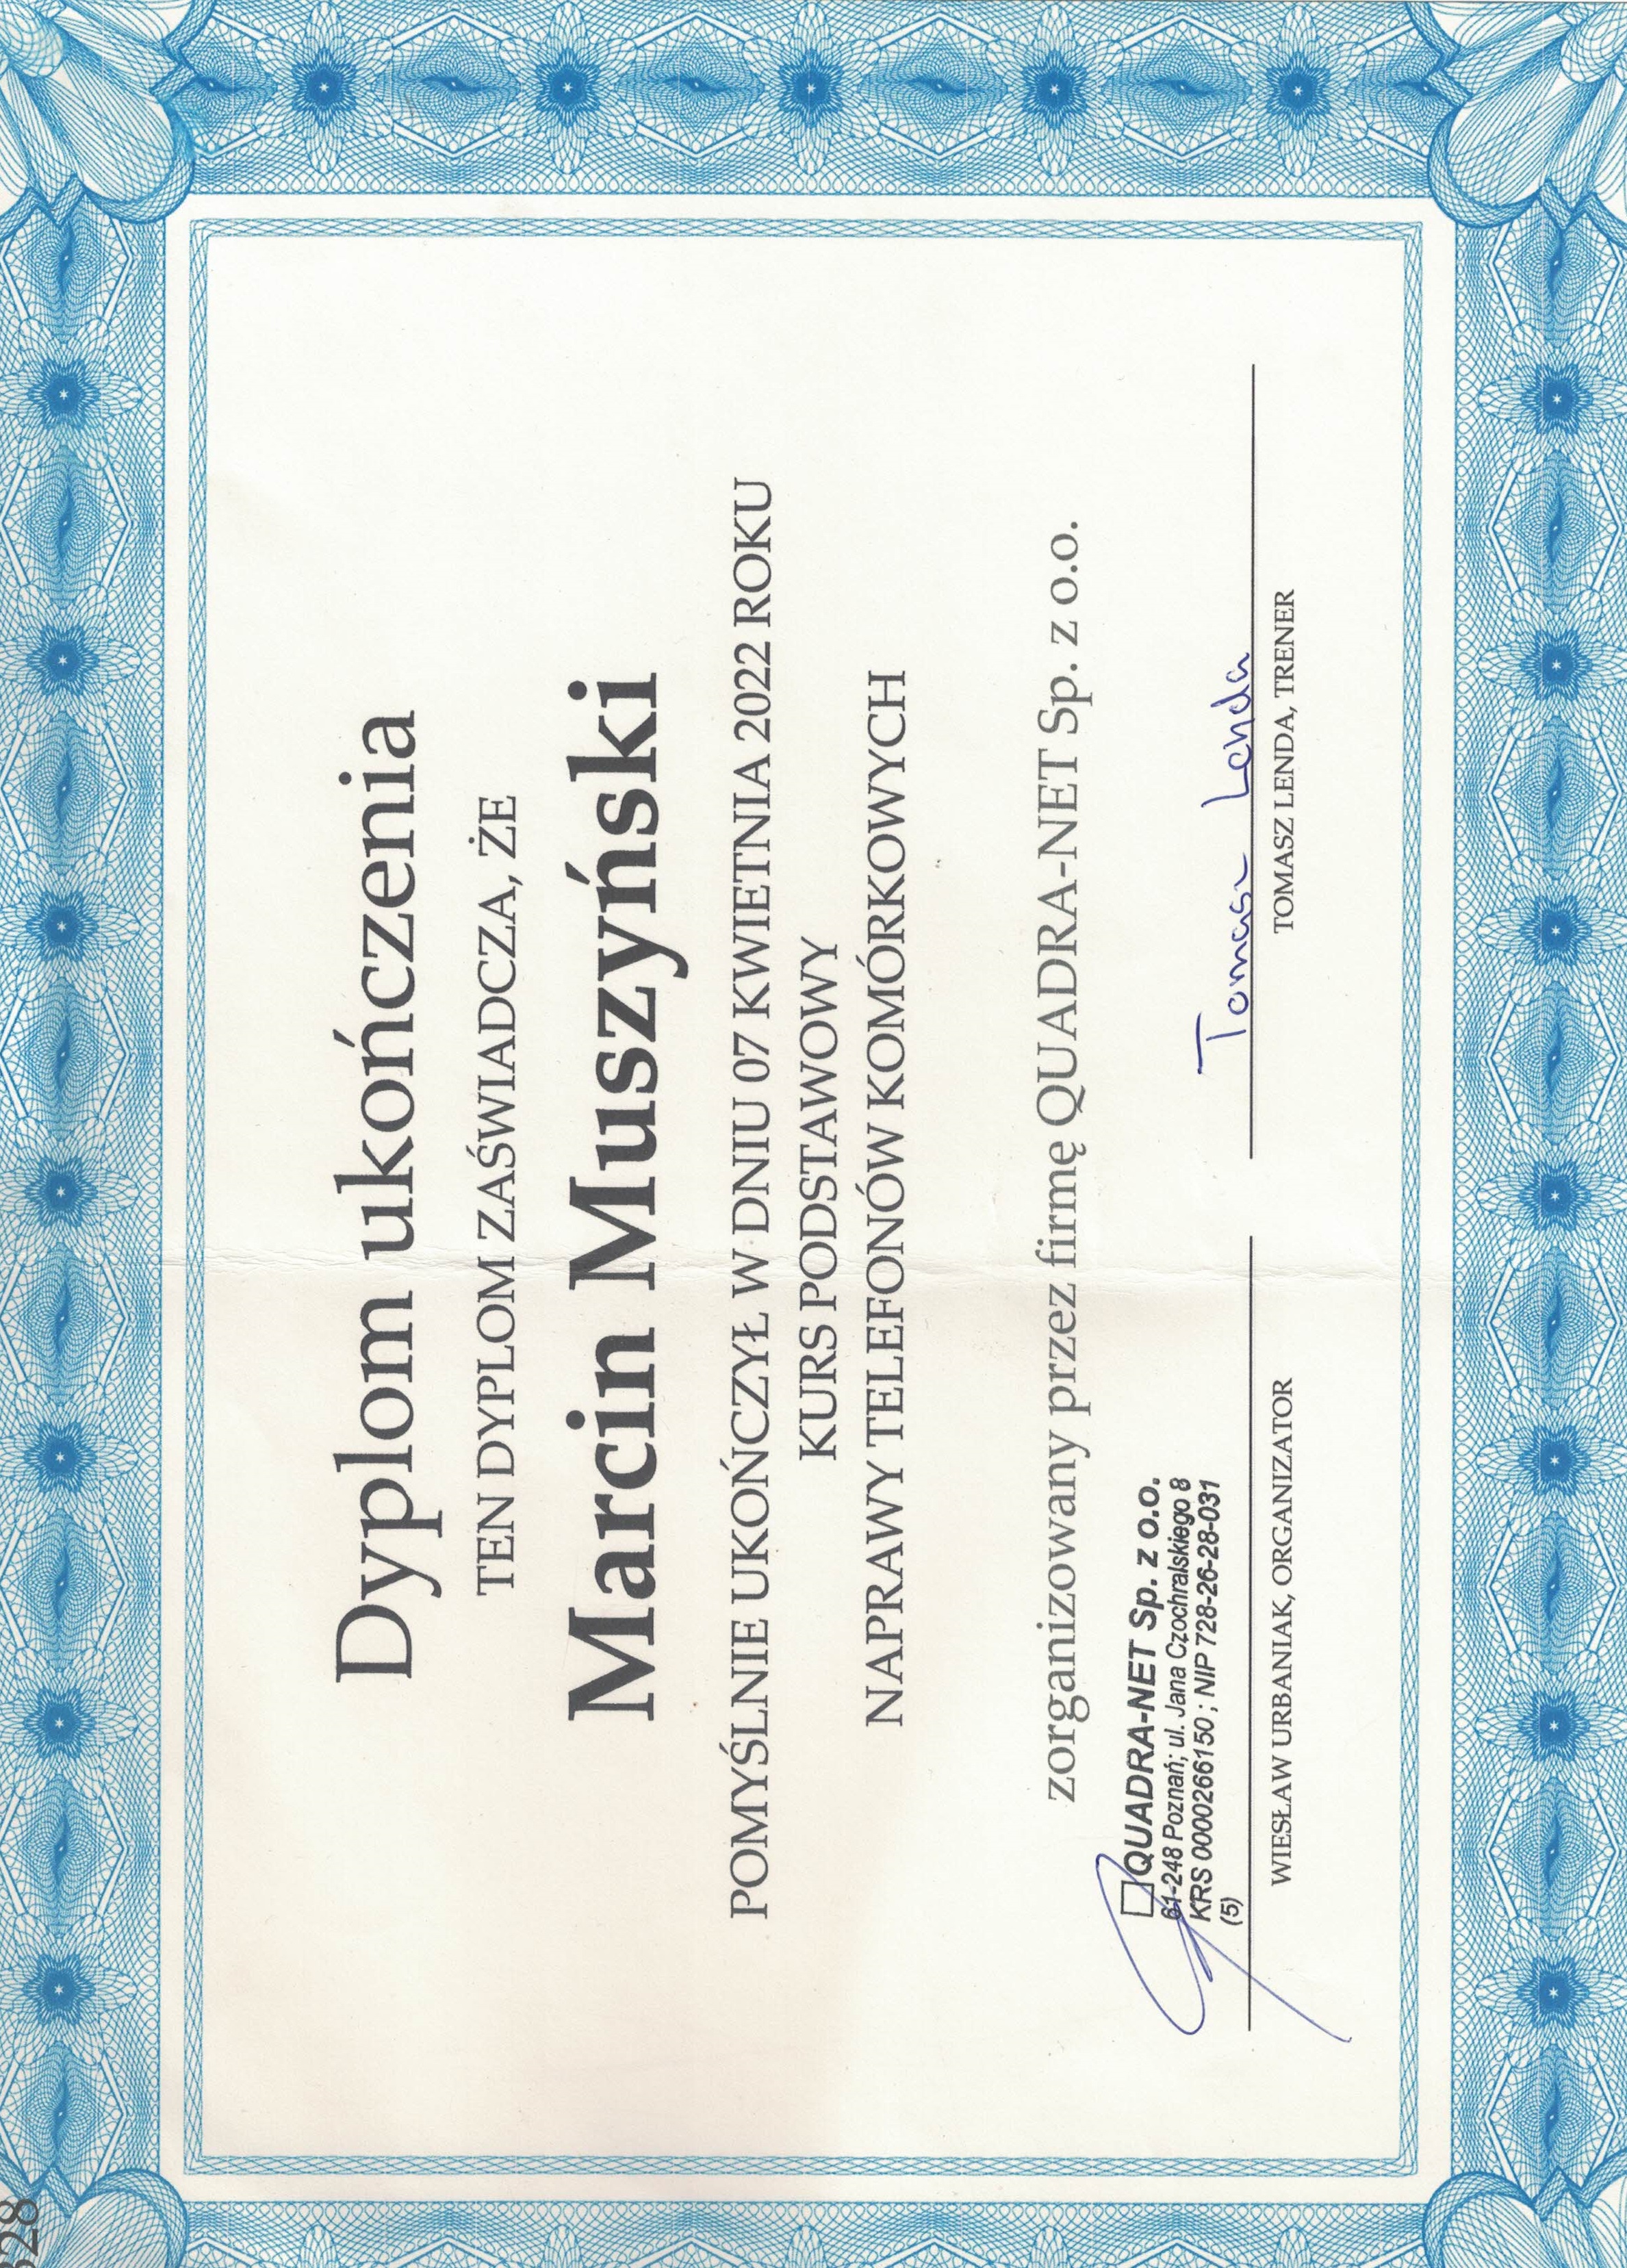 328
Dyplom ukończenia
TEN DYPLOM ZAŚWIADCZA, ŻE
Marcin Muszyński
POMYŚLNIE UKOŃCZYŁ W DNIU 07 KWIETNIA 2022 ROKU
KURS PODSTAWOWY
NAPRAWY TELEFONÓW KOMÓRKOWYCH
zorganizowany przez firmę QUADRA-NET Sp. z o.o.
QUADRA-NET Sp. z o.o.
61-248 Poznań; ul. Jana Czochralskiego 8
KRS 0000266150 ; NIP 728-26-28-031
(5)
Tomasz Lenda
WIESŁAW URBANIAK, ORGANIZATOR
TOMASZ LENDA, TRENER